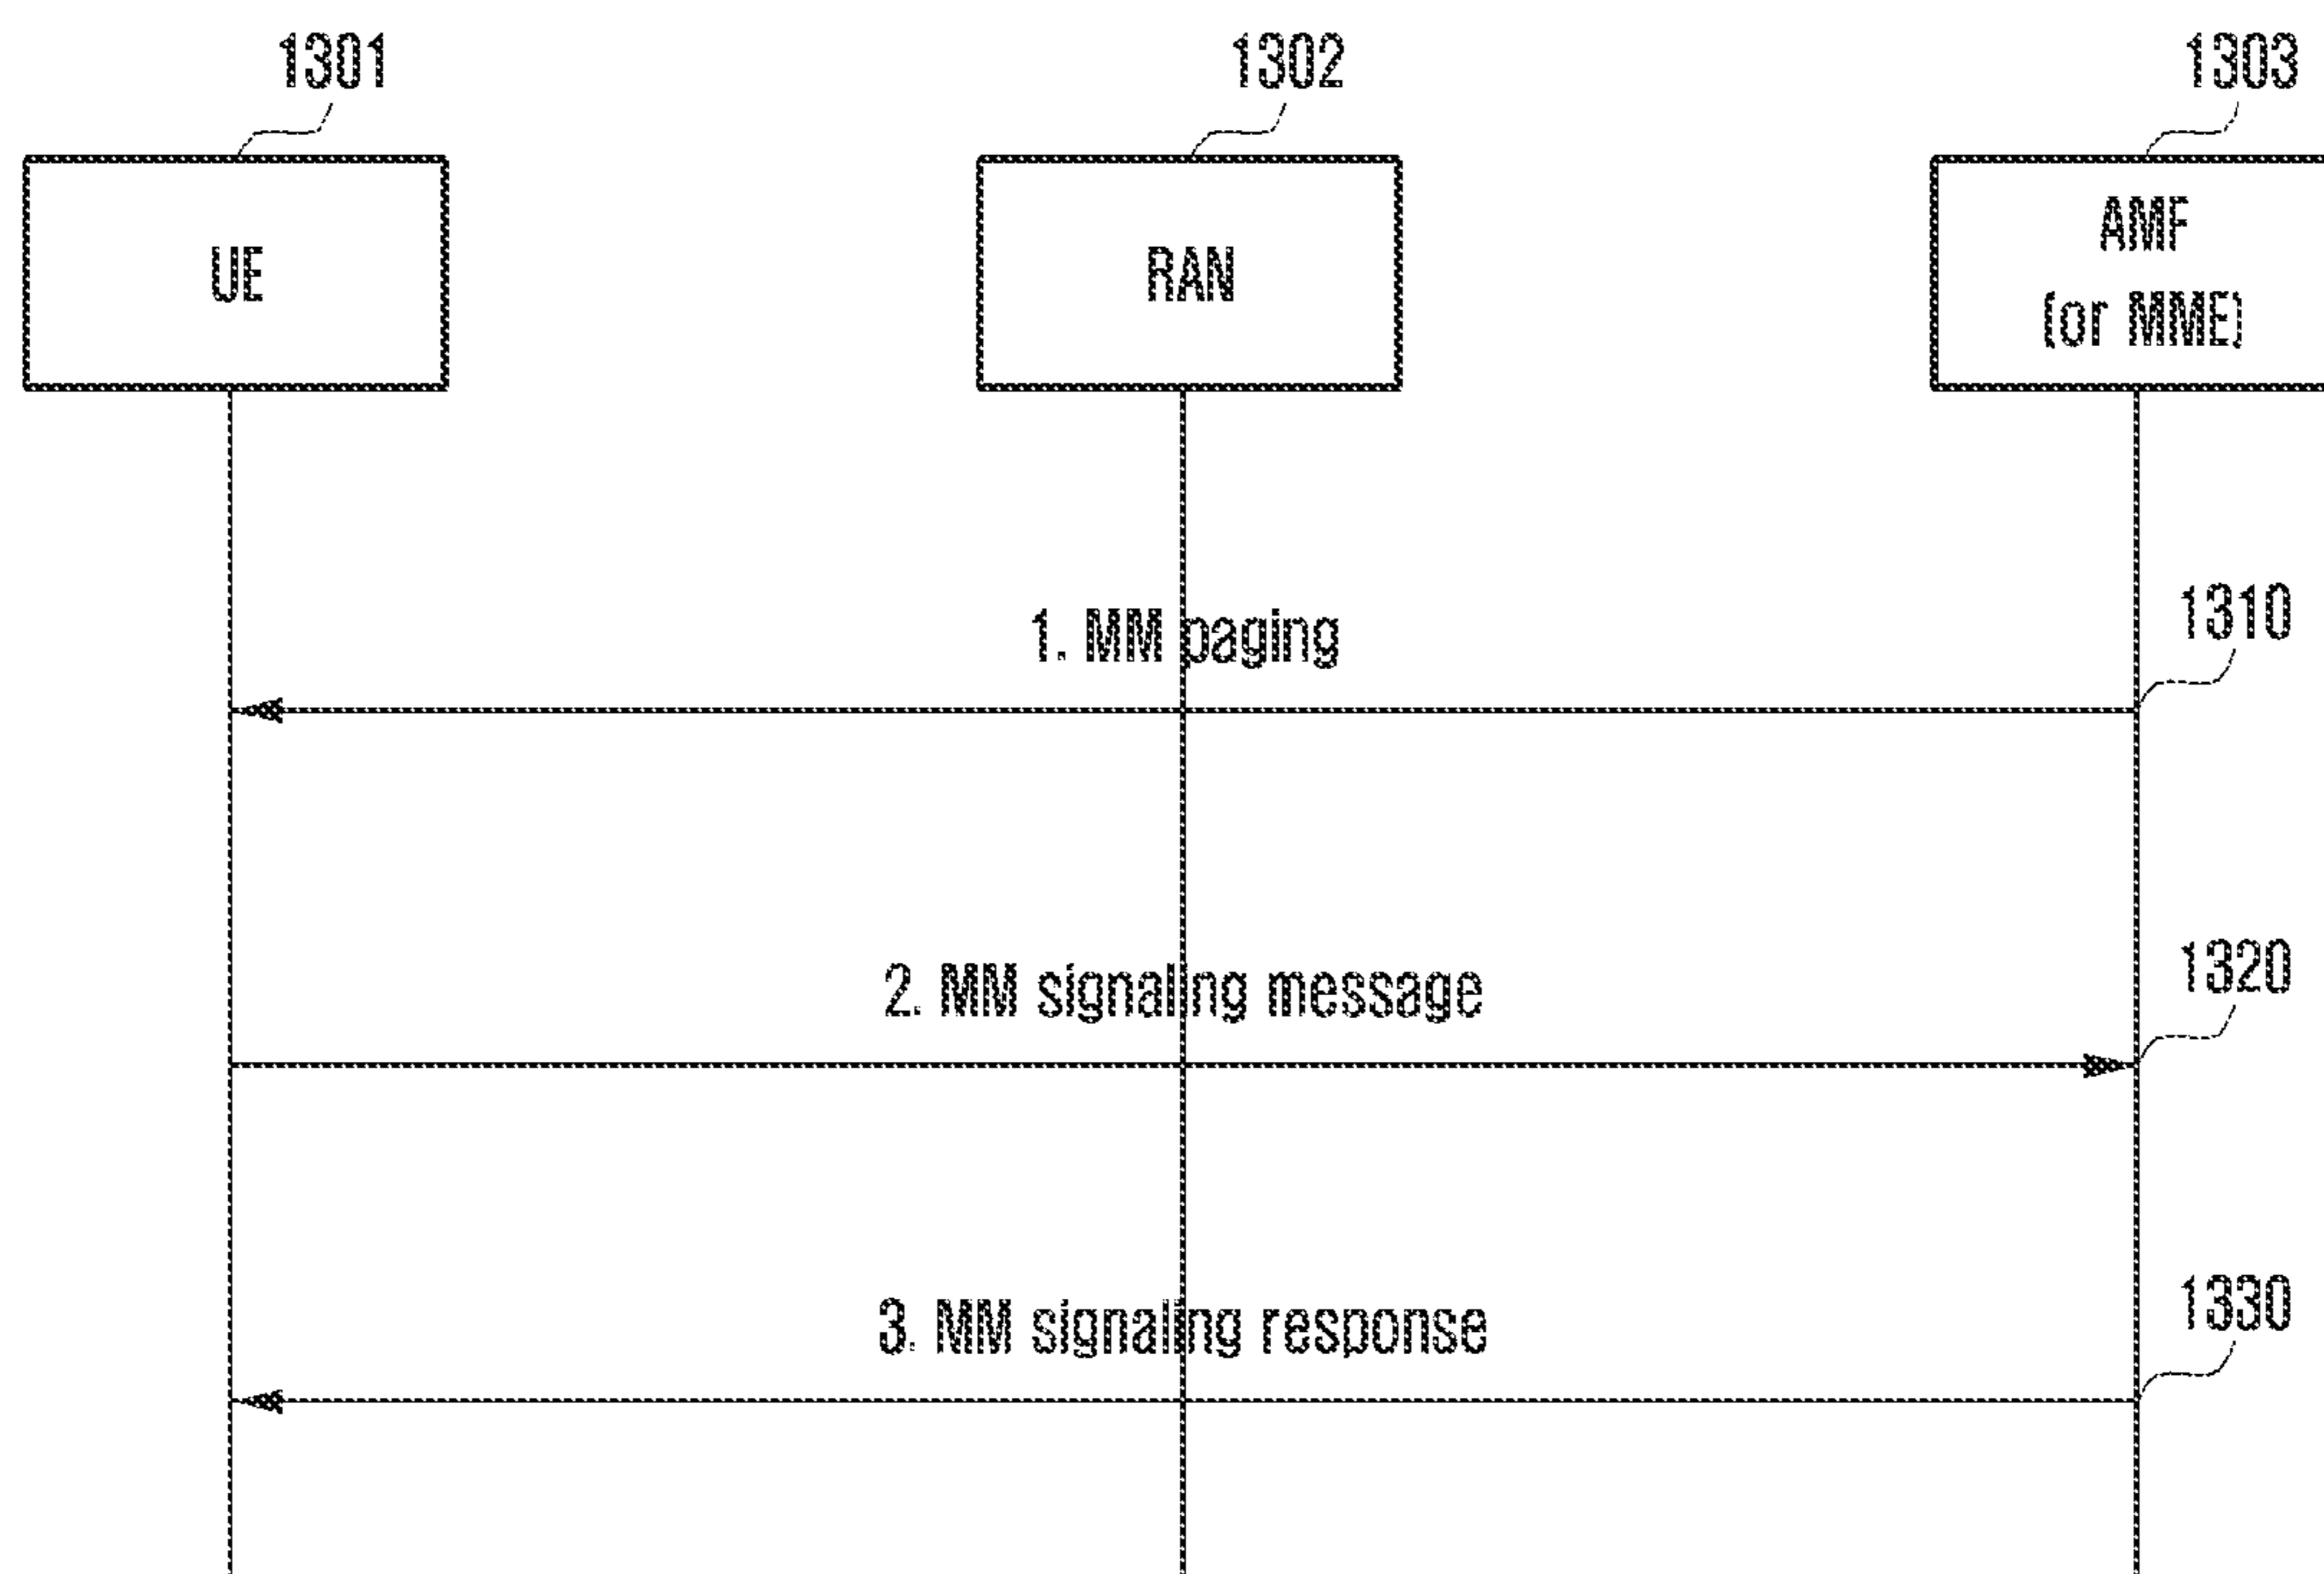 1301
1302
1303
UE
RAN
AMF
(or MME)
1310
1. MM paging
1320
2. MM signaling message
1330
3. MM signaling response